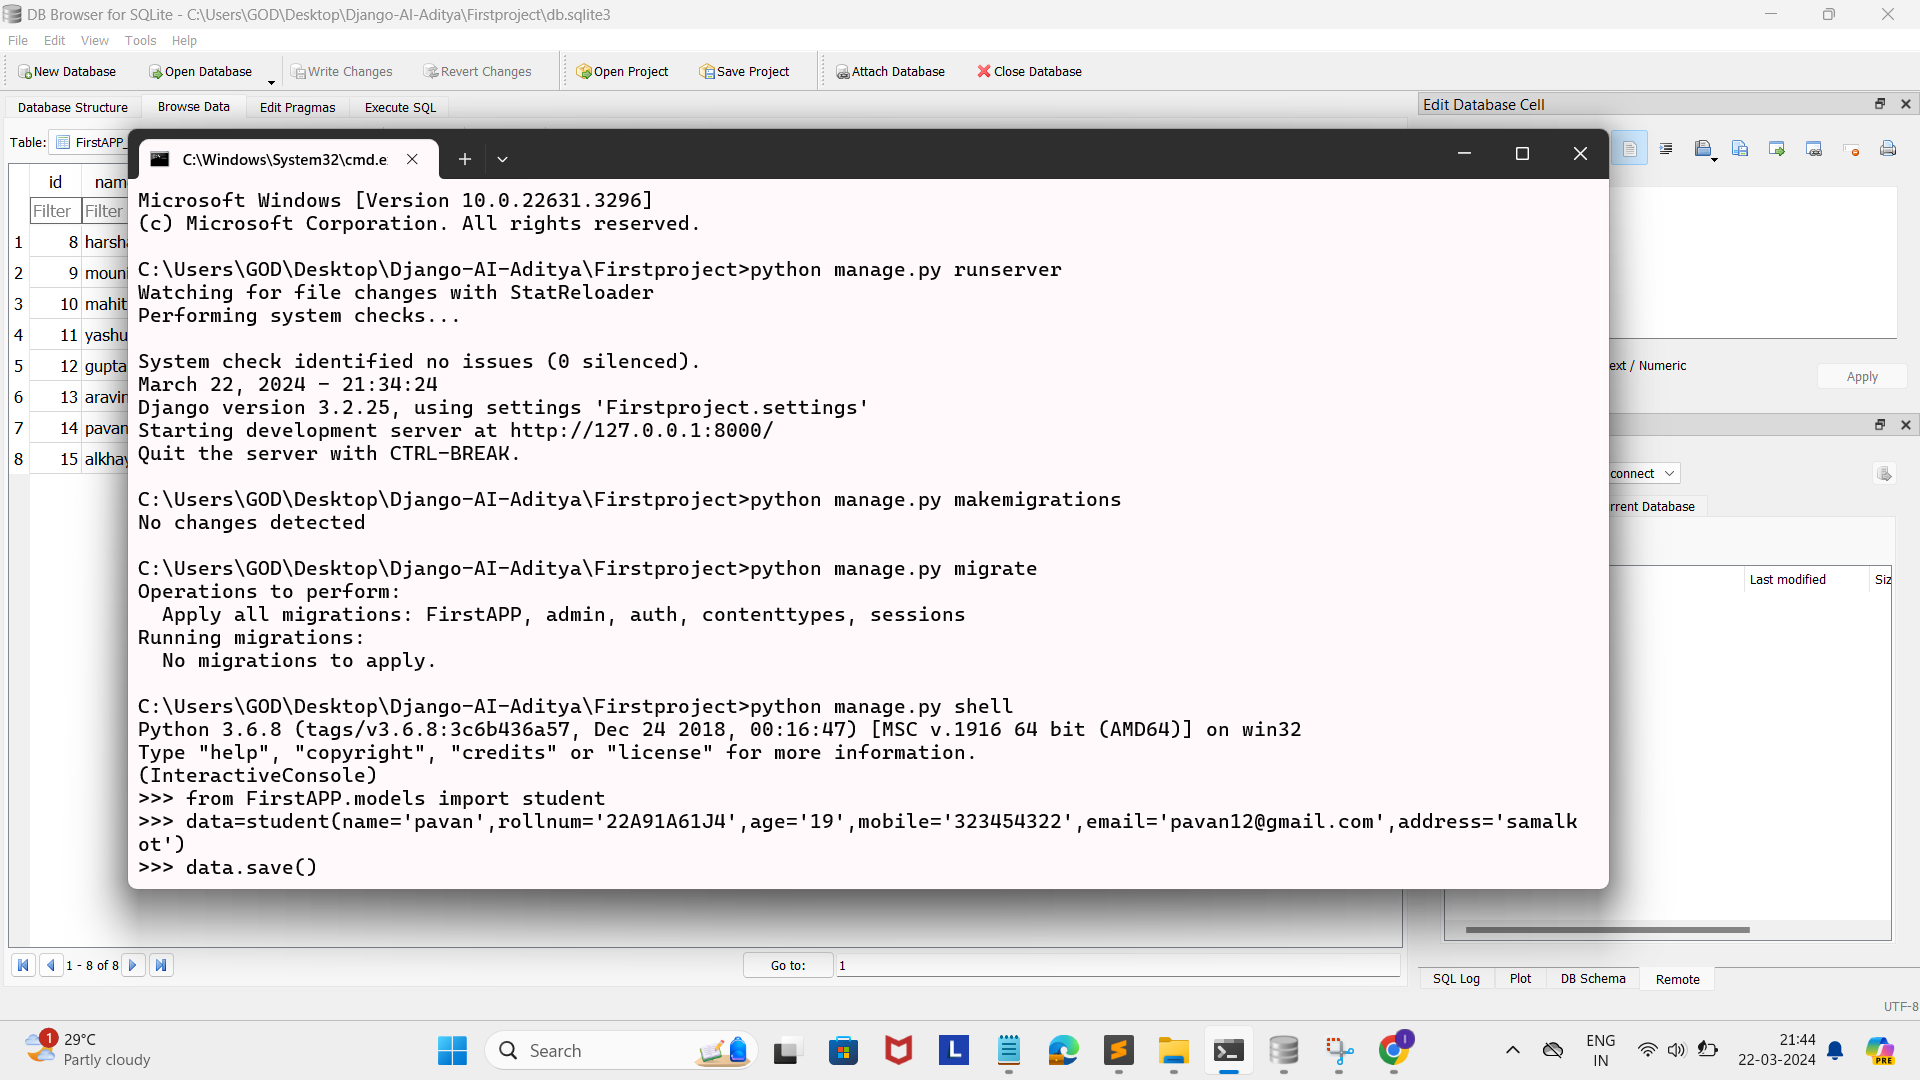 DB Browser for SQLite - C:\Users\GOD\Desktop\Django-AI-Aditya\Firstproject\db.sqlite3
File Edit View Tools Help
New Database Open Database Write Changes Revert Changes Open Project Save Project Attach Database Close Database
Database Structure Browse Data Edit Pragmas Execute SQL
Edit Database Cell
Table: FirstAPP_
id
Filter Filter
1 8
2 9
3 10
4 11
5 12 gupta
6 13
7 14 pavan
8 15
C:\Windows\System32\cmd.e
Microsoft Windows [Version 10.0.22631.3296]
(c) Microsoft Corporation. All rights reserved.
C:\Users\GOD\Desktop\Django-AI-Aditya\Firstproject>python manage.py runserver
Watching for file changes with StatReloader
Performing system checks...
System check identified no issues (0 silenced).
March 22, 2024 - 21:34:24
Django version 3.2.25, using settings 'Firstproject.settings'
Starting development server at http://127.0.0.1:8000/
Quit the server with CTRL-BREAK.
C:\Users\GOD\Desktop\Django-AI-Aditya\Firstproject>python manage.py makemigrations
No changes detected
C:\Users\GOD\Desktop\Django-AI-Aditya\Firstproject>python manage.py migrate
Operations to perform:
Apply all migrations: FirstAPP, admin, auth, contenttypes, sessions
Running migrations:
No migrations to apply.
C:\Users\GOD\Desktop\Django-AI-Aditya\Firstproject>python manage.py shell
Python 3.6.8 (tags/v3.6.8:3c6b436a57, Dec 24 2018, 00:16:47) [MSC v.1916 64 bit (AMD64)] on win32
Type "help", "copyright", "credits" or "license" for more information.
(InteractiveConsole)
>>> from FirstAPP.models import student
>>> data=student(name='pavan',rollnum='22A91A61J4',age='19',mobile='323454322',email='pavan12@gmail.com',address='samalk
ot')
>>> data.save()
ext / Numeric
Apply
connect
rrent Database
Last modified Siz
1 - 8 of 8
Go to: 1
SQL Log Plot DB Schema Remote
UTF-8
1
29°C
Partly cloudy
Search
L
PRE
ENG
IN
21:44
22-03-2024